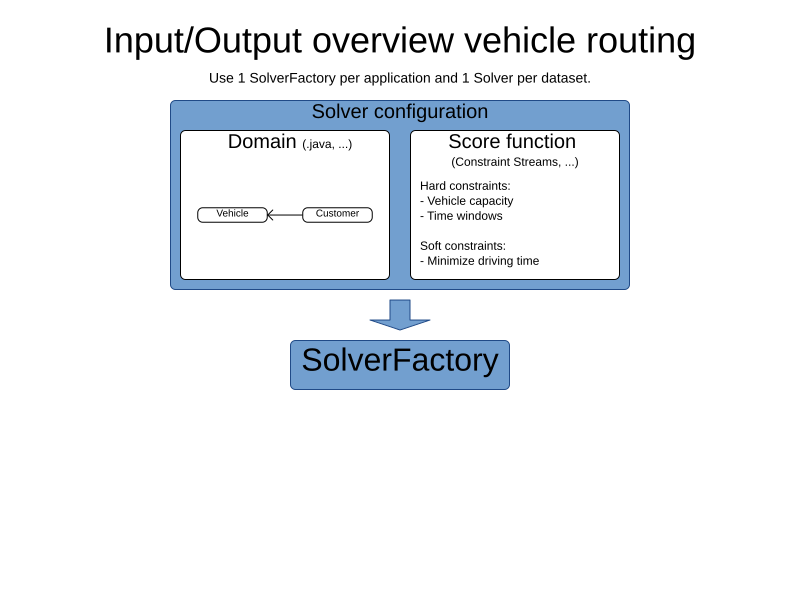 Input/Output overview vehicle routing
Use 1 SolverFactory per application and 1 Solver per dataset.
Solver configuration
Domain (.java, ...)
Vehicle
Customer
Score function
(Constraint Streams, ...)
Hard constraints:
- Vehicle capacity
- Time windows
Soft constraints:
- Minimize driving time
SolverFactory